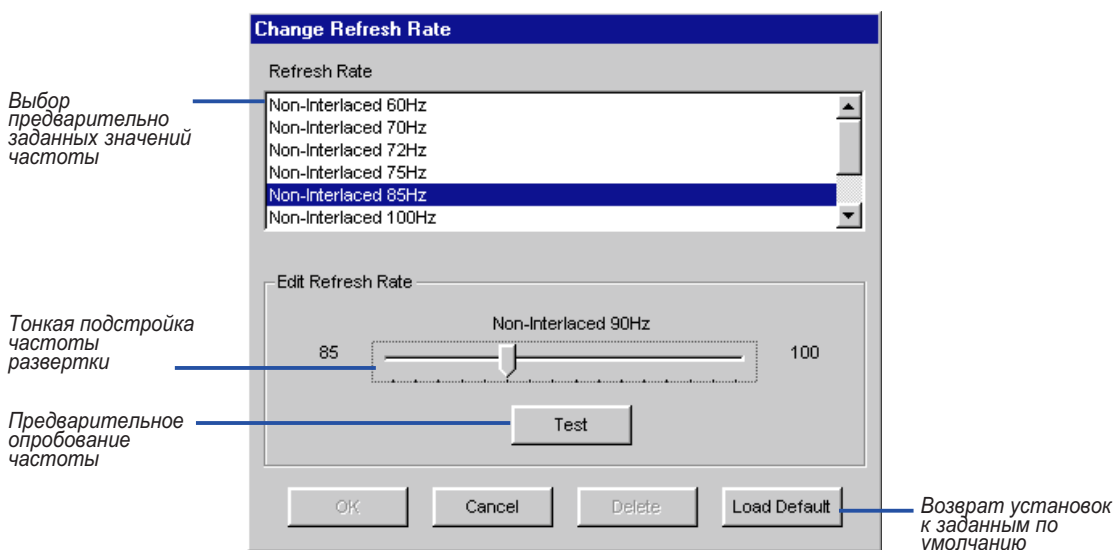 Change Refresh Rate
Refresh Rate
Выбор
предварительно
заданных значений
частоты
Non-Interlaced 60Hz
Non-Interlaced 70Hz
Non-Interlaced 72Hz
Non-Interlaced 75Hz
Non-Interlaced 85Hz
Non-Interlaced 100Hz
Edit Refresh Rate
Тонкая подстройка
частоты
развертки
Non-Interlaced 90Hz
85
100
Предварительное
опробование
частоты
Test
OK
Cancel
Delete
Load Default
Возврат установок
к заданным по
умолчанию